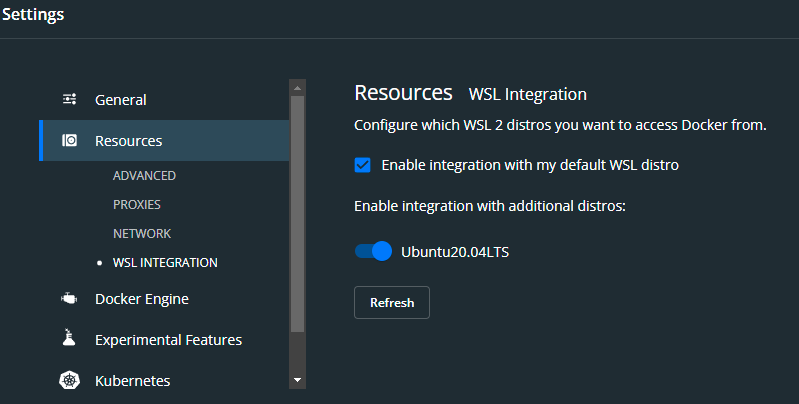 Settings
General
Resources
ADVANCED
PROXIES
NETWORK
WSL INTEGRATION
Docker Engine
Experimental Features
Kubernetes
Resources WSL Integration
Configure which WSL 2 distros you want to access Docker from.
Enable integration with my default WSL distro
Enable integration with additional distros:
Ubuntu20.04LTS
Refresh